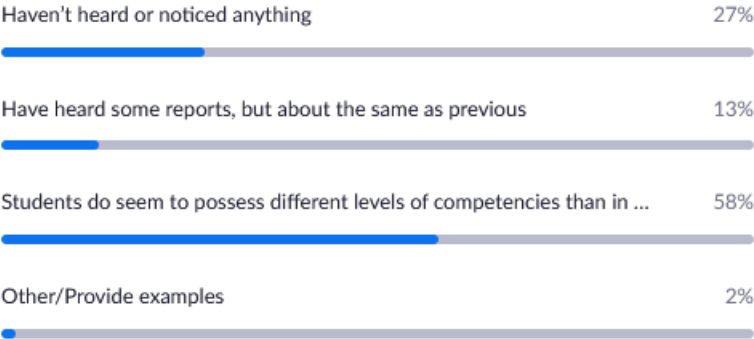 Haven’t heard or noticed anything 27%
Have heard some reports, but about the same as previous 13%
Students do seem to possess different levels of competencies than in ... 58%
Other/Provide examples 2%